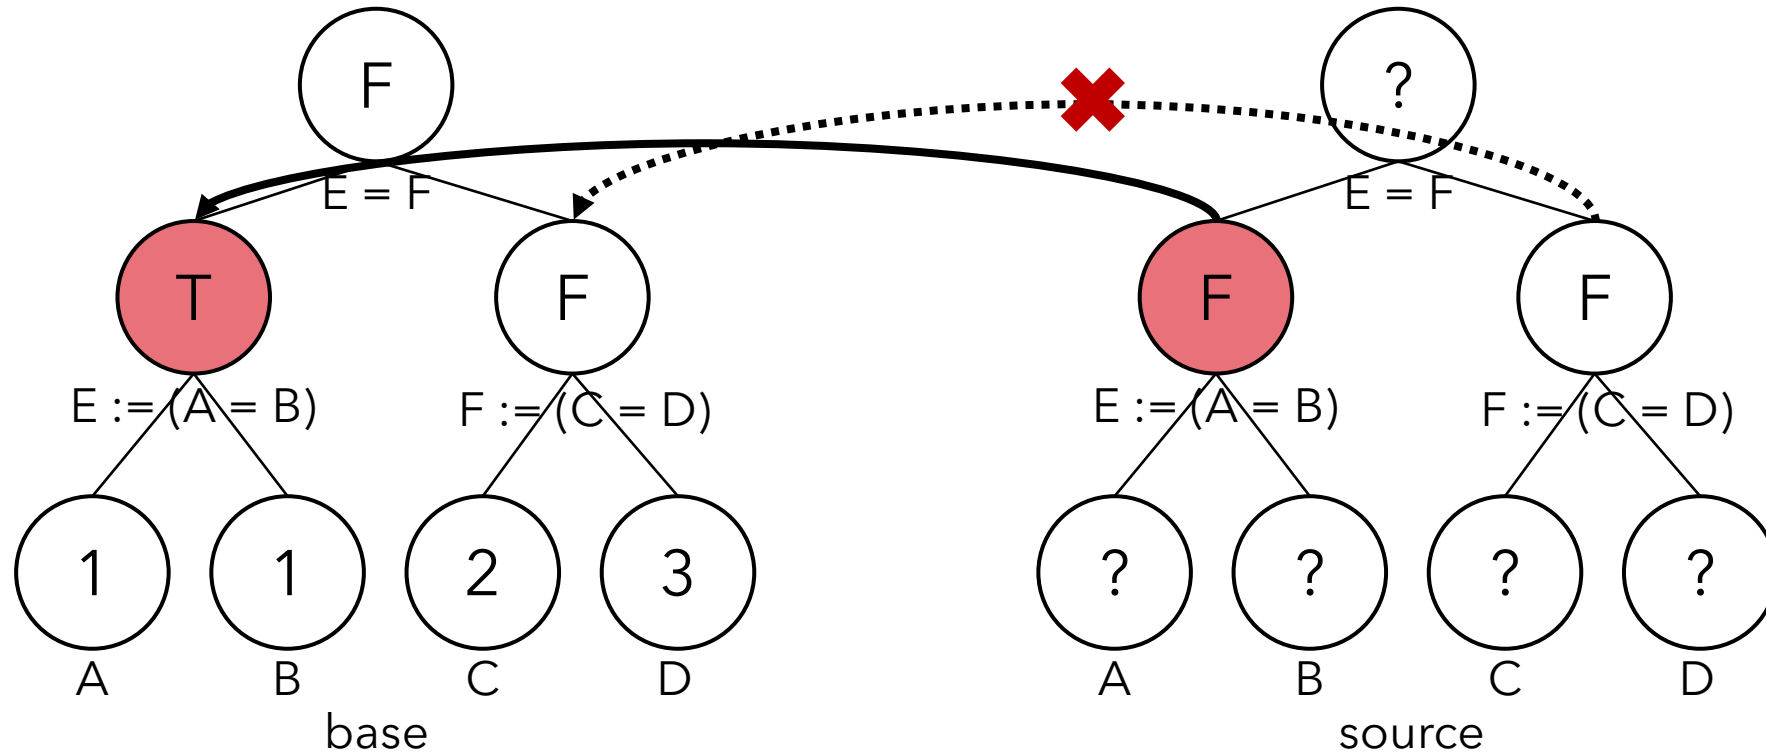 F ?
E = F E = F
T F F F
E := (A = B) F := (C = D) E := (A = B) F := (C = D)
1 1 2 3 ? ? ? ?
A B C D A B C D
base source